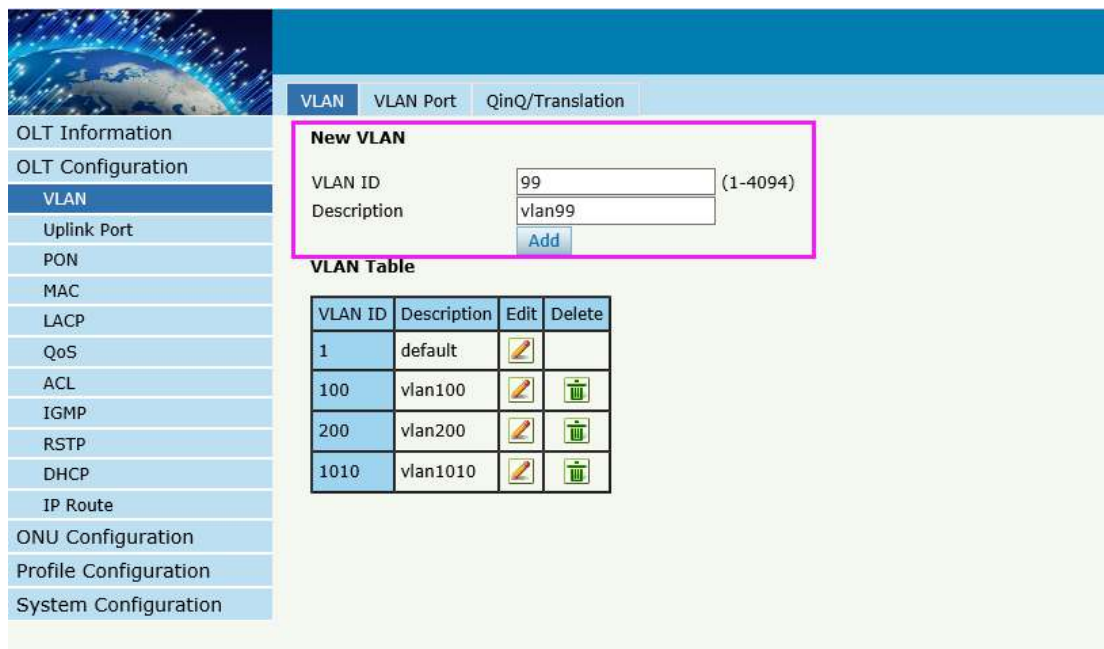 VLAN VLAN Port QinQ/Translation
OLT Information
OLT Configuration
VLAN
Uplink Port
PON
MAC
LACP
QoS
ACL
IGMP
RSTP
DHCP
IP Route
ONU Configuration
Profile Configuration
System Configuration
New VLAN
VLAN ID 99 (1-4094)
Description vlan99
Add
VLAN Table
VLAN ID Description Edit Delete
1 default
100 vlan100
200 vlan200
1010 vlan1010